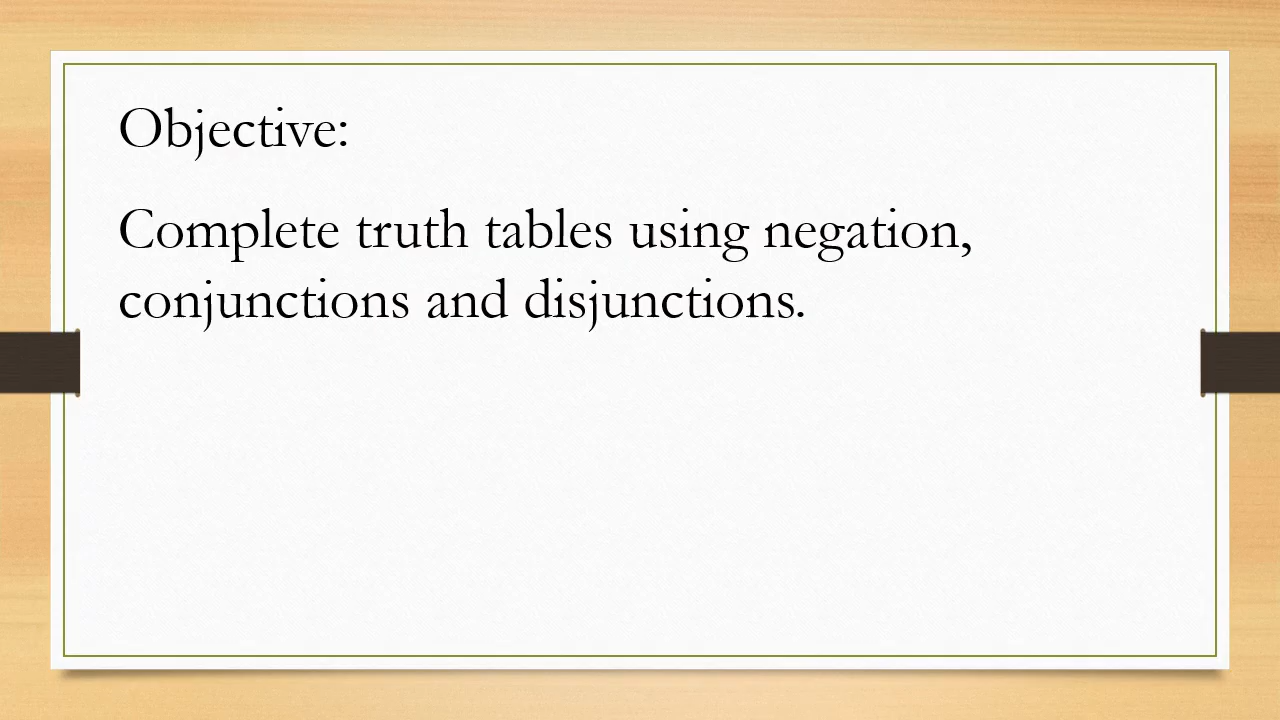 Objective:
Complete truth tables using negation,
conjunctions and disjunctions.